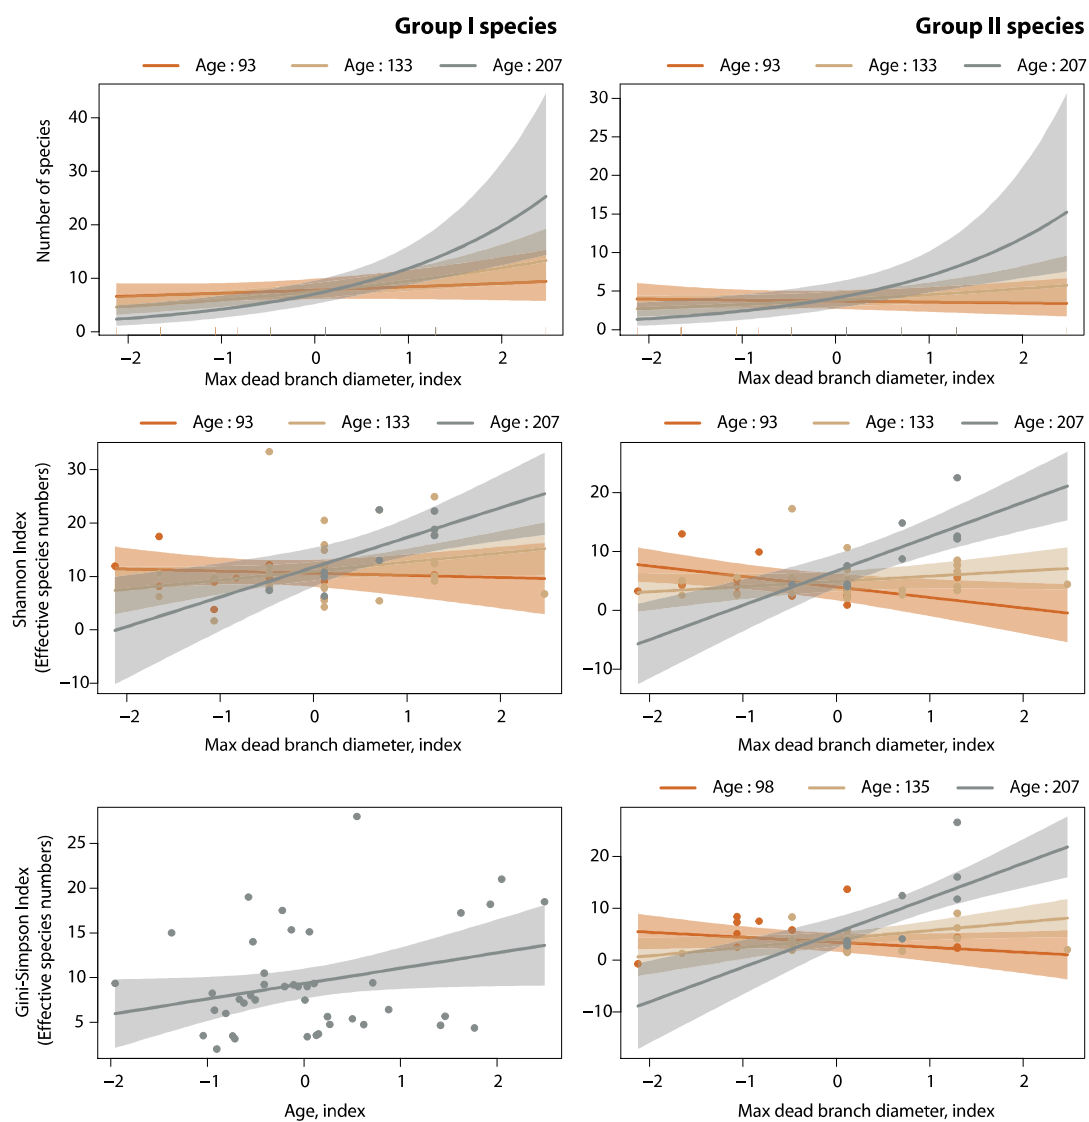 Group I species
Group II species
Age : 93 Age : 133 Age : 207
Age : 93 Age : 133 Age : 207
Number of species
40
30
20
10
0
−2 −1 0 1 2
Max dead branch diameter, index
30
25
20
15
10
5
0
−2 −1 0 1 2
Max dead branch diameter, index
Age : 93 Age : 133 Age : 207
Age : 93 Age : 133 Age : 207
Shannon Index
(Effective species numbers)
30
20
10
0
−10
−2 −1 0 1 2
Max dead branch diameter, index
20
10
0
−10
−2 −1 0 1 2
Max dead branch diameter, index
Age : 98 Age : 135 Age : 207
Gini-Simpson Index
(Effective species numbers)
25
20
15
10
5
−2 −1 0 1 2
Age, index
20
10
0
−10
−2 −1 0 1 2
Max dead branch diameter, index